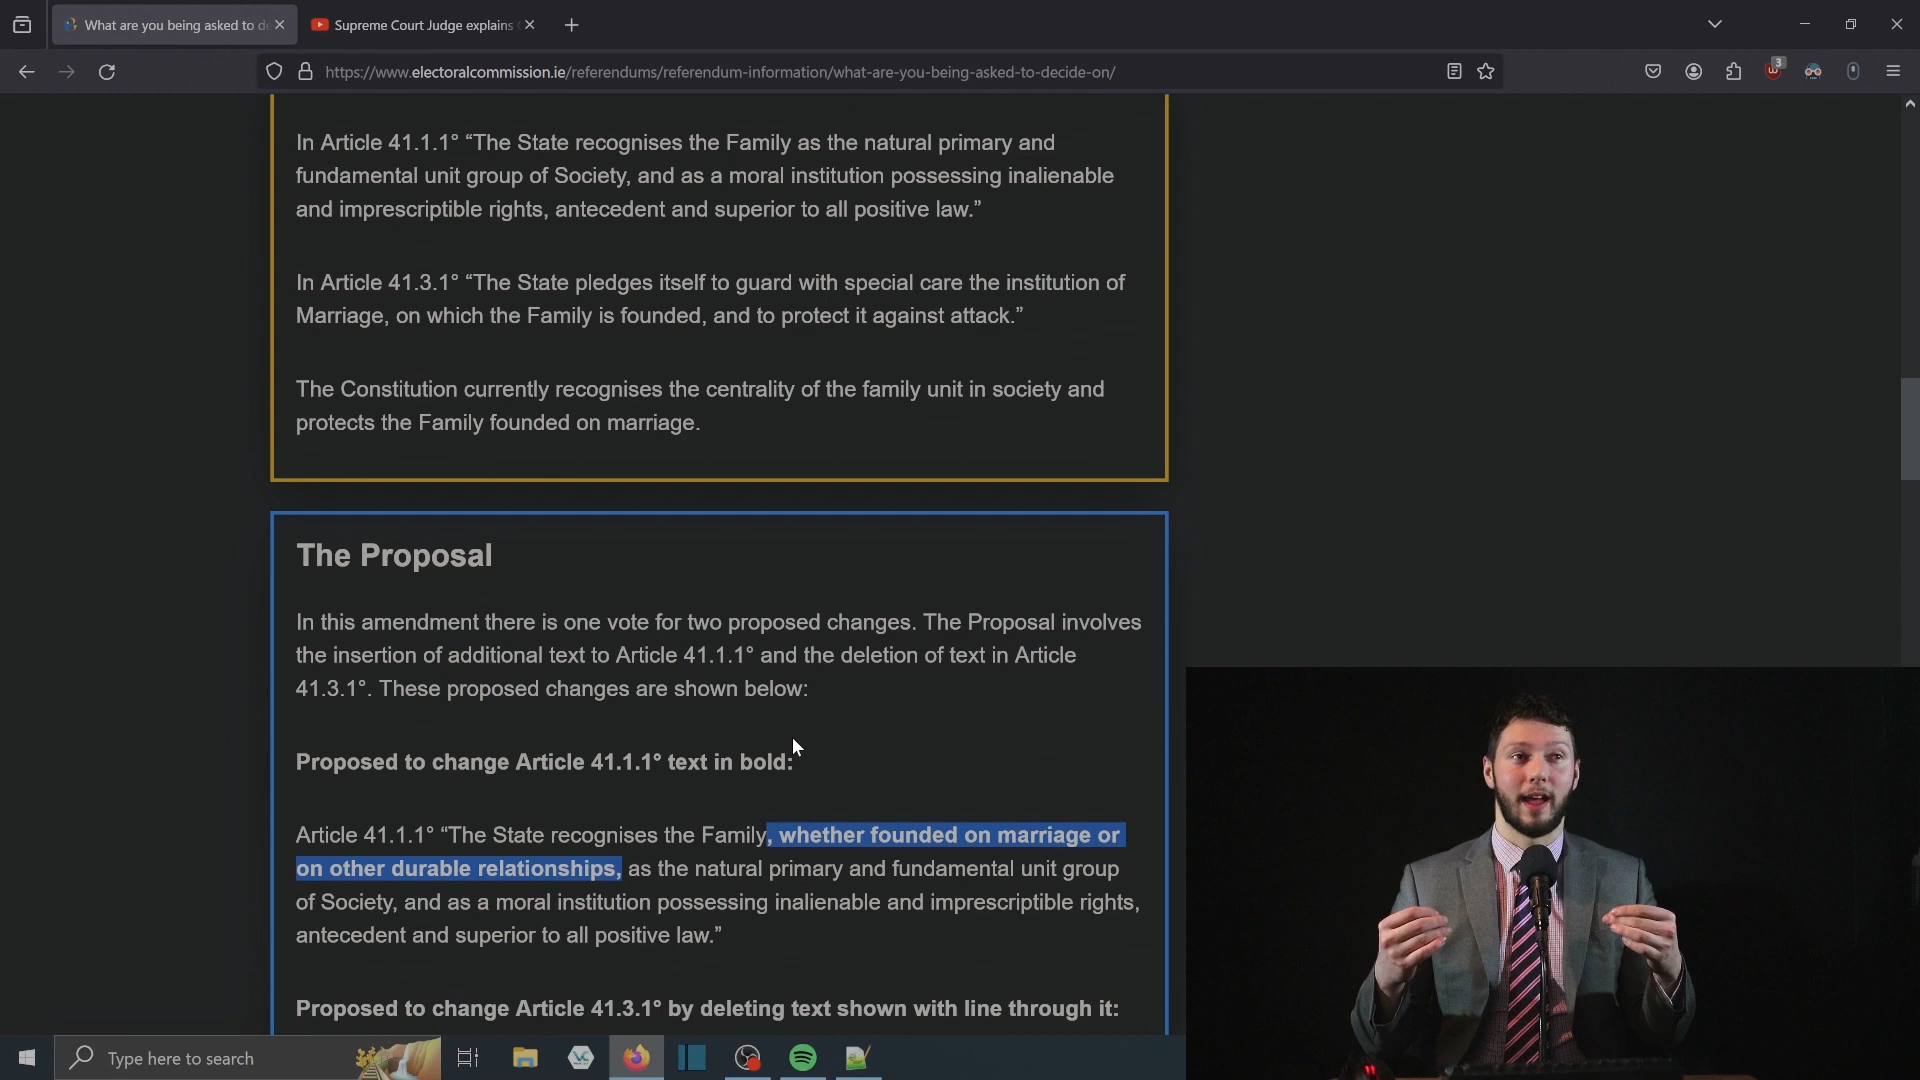 What are you being asked to de
Supreme Court Judge explains
https://www.electoralcommission.ie/referendums/referendum-information/what-are-you-being-asked-to-decide-on/
3
In Article 41.1.1° “The State recognises the Family as the natural primary and
fundamental unit group of Society, and as a moral institution possessing inalienable
and imprescriptible rights, antecedent and superior to all positive law.”
In Article 41.3.1° “The State pledges itself to guard with special care the institution of
Marriage, on which the Family is founded, and to protect it against attack.”
The Constitution currently recognises the centrality of the family unit in society and
protects the Family founded on marriage.
The Proposal
In this amendment there is one vote for two proposed changes. The Proposal involves
the insertion of additional text to Article 41.1.1° and the deletion of text in Article
41.3.1°. These proposed changes are shown below:
Proposed to change Article 41.1.1° text in bold:
Article 41.1.1° “The State recognises the Family, whether founded on marriage or
on other durable relationships, as the natural primary and fundamental unit group
of Society, and as a moral institution possessing inalienable and imprescriptible rights,
antecedent and superior to all positive law.”
Proposed to change Article 41.3.1° by deleting text shown with line through it:
Type here to search